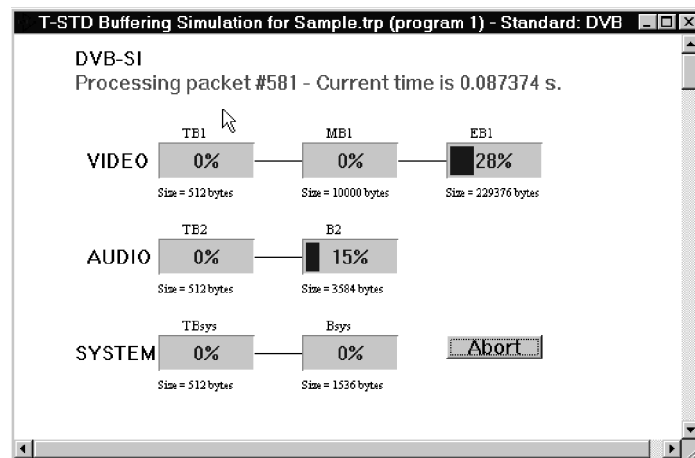 T-STD Buffering Simulation for Sample.trp (program 1) - Standard: DVB
DVB-SI
Processing packet #581 - Current time is 0.087374 s.
TB1 MB1 EB1
VIDEO 0% 0% 28%
Size = 512 bytes Size = 10000 bytes Size = 229376 bytes
TB2 B2
AUDIO 0% 15%
Size = 512 bytes Size = 3584 bytes
TBsys Bsys
SYSTEM 0% 0% Abort
Size = 512 bytes Size = 1536 bytes